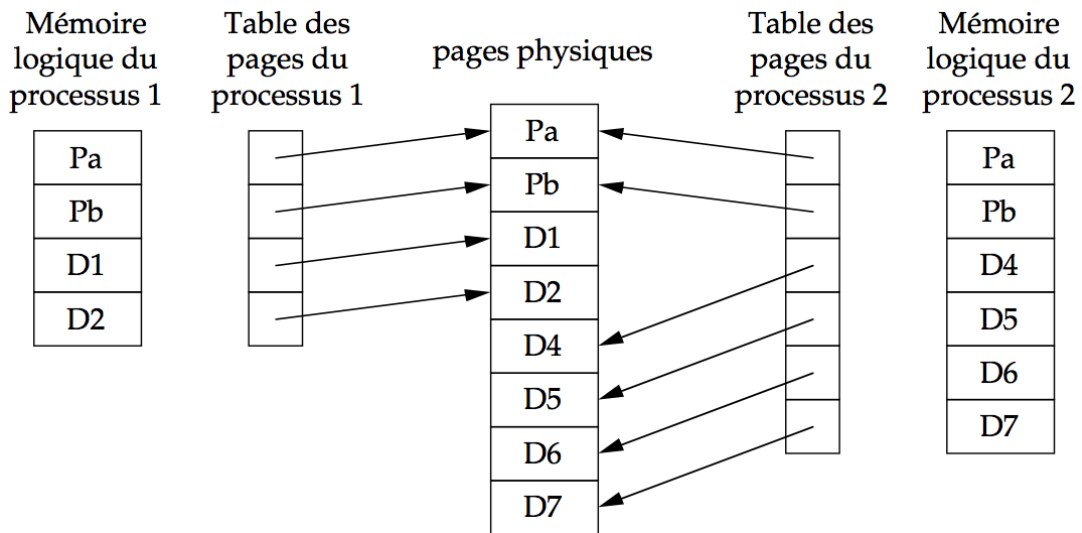 Mémoire
logique du
processus 1
Table des
pages du
processus 1
pages physiques
Table des
pages du
processus 2
Mémoire
logique du
processus 2
Pa
Pb
D1
D2
Pa
Pb
D1
D2
D4
D5
D6
D7
Pa
Pb
D4
D5
D6
D7